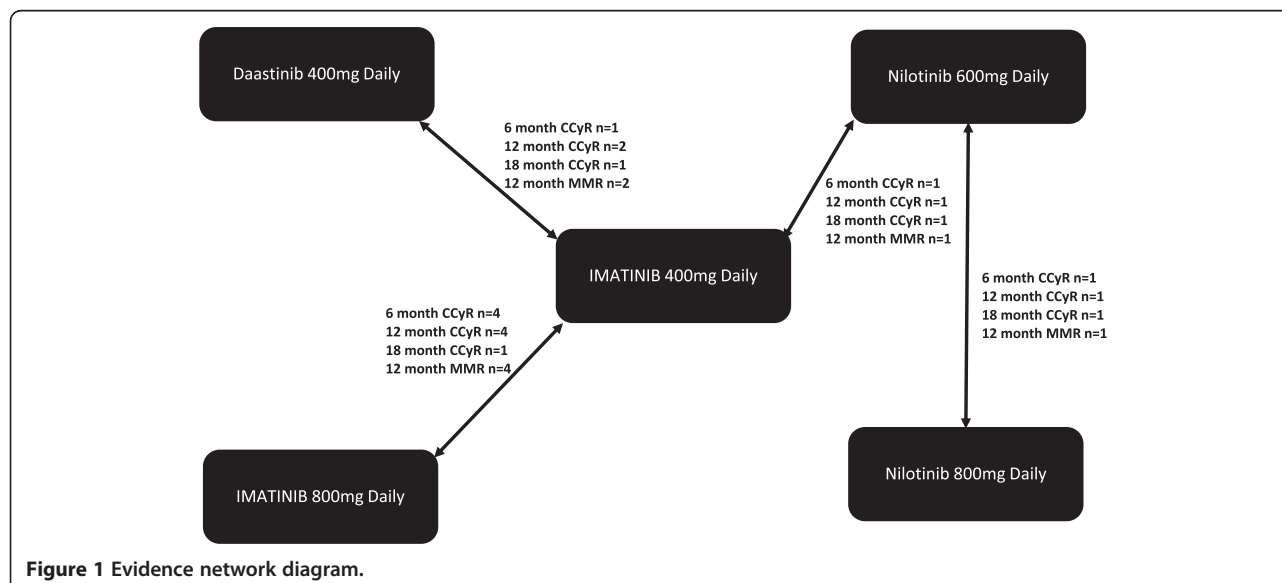 Daastinib 400mg Daily
Nilotinib 600mg Daily
6 month CCyR n=1
12 month CCyR n=2
18 month CCyR n=1
12 month MMR n=2
6 month CCyR n=1
12 month CCyR n=1
18 month CCyR n=1
12 month MMR n=1
IMATINIB 400mg Daily
6 month CCyR n=4
12 month CCyR n=4
18 month CCyR n=1
12 month MMR n=4
6 month CCyR n=1
12 month CCyR n=1
18 month CCyR n=1
12 month MMR n=1
IMATINIB 800mg Daily
Nilotinib 800mg Daily
Figure 1 Evidence network diagram.